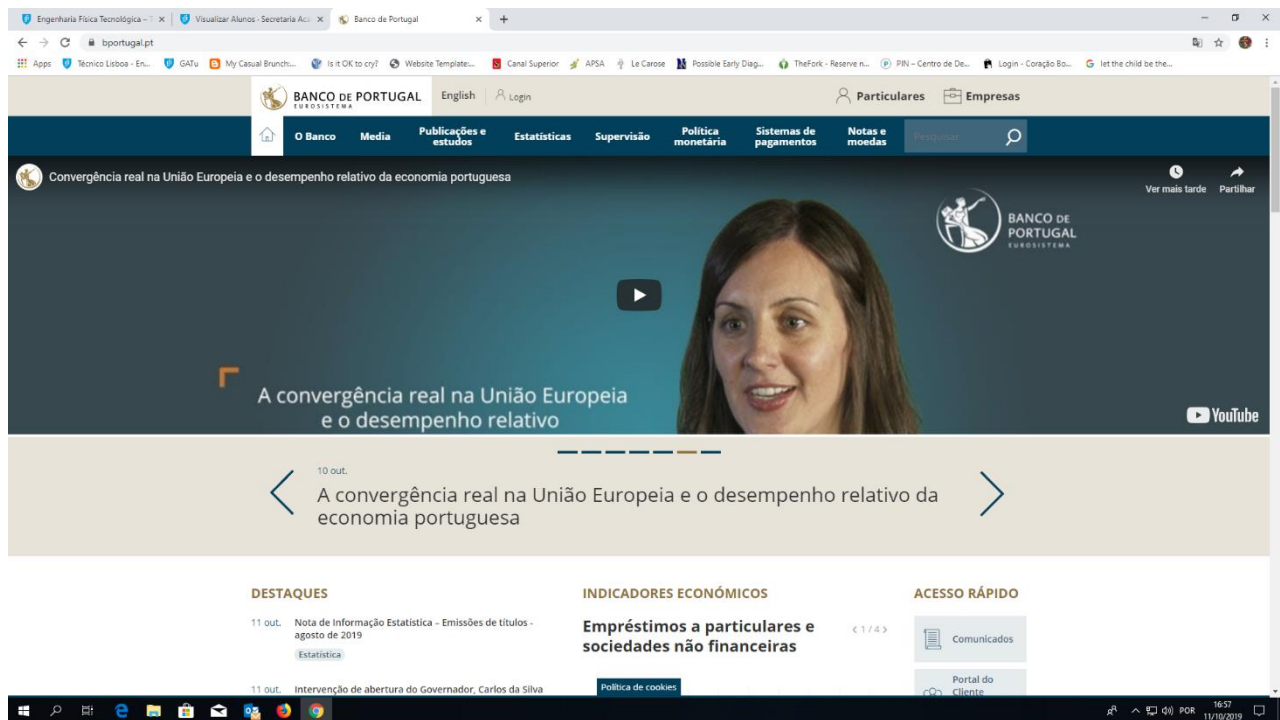 Engenharia Física Tecnológica –
Visualizar Alunos - Secretaria Aca
Banco de Portugal
bportugal.pt
Apps
Técnico Lisboa - En...
GATu
My Casual Brunch:...
Is it OK to cry?
Website Template:...
Canal Superior
APSA
Le Carose
Possible Early Diag...
TheFork - Reserve n...
PIN – Centro de De...
Login - Coração Bo...
let the child be the...
BANCO DE PORTUGAL
EUROSISTEMA
English
Login
Particulares
Empresas
O Banco
Media
Publicações e
estudos
Estatísticas
Supervisão
Política
monetária
Sistemas de
pagamentos
Notas e
moedas
Pesquisar
Convergência real na União Europeia e o desempenho relativo da economia portuguesa
Ver mais tarde
Partilhar
BANCO DE
PORTUGAL
EUROSISTEMA
A convergência real na União Europeia
e o desempenho relativo
YouTube
10 out.
A convergência real na União Europeia e o desempenho relativo da
economia portuguesa
DESTAQUES
11 out. Nota de Informação Estatística – Emissões de títulos -
agosto de 2019
Estatística
11 out. Intervenção de abertura do Governador, Carlos da Silva
INDICADORES ECONÓMICOS
Empréstimos a particulares e
sociedades não financeiras
1 / 4
Política de cookies
ACESSO RÁPIDO
Comunicados
Portal do
Cliente
POR
16:57
11/10/2019